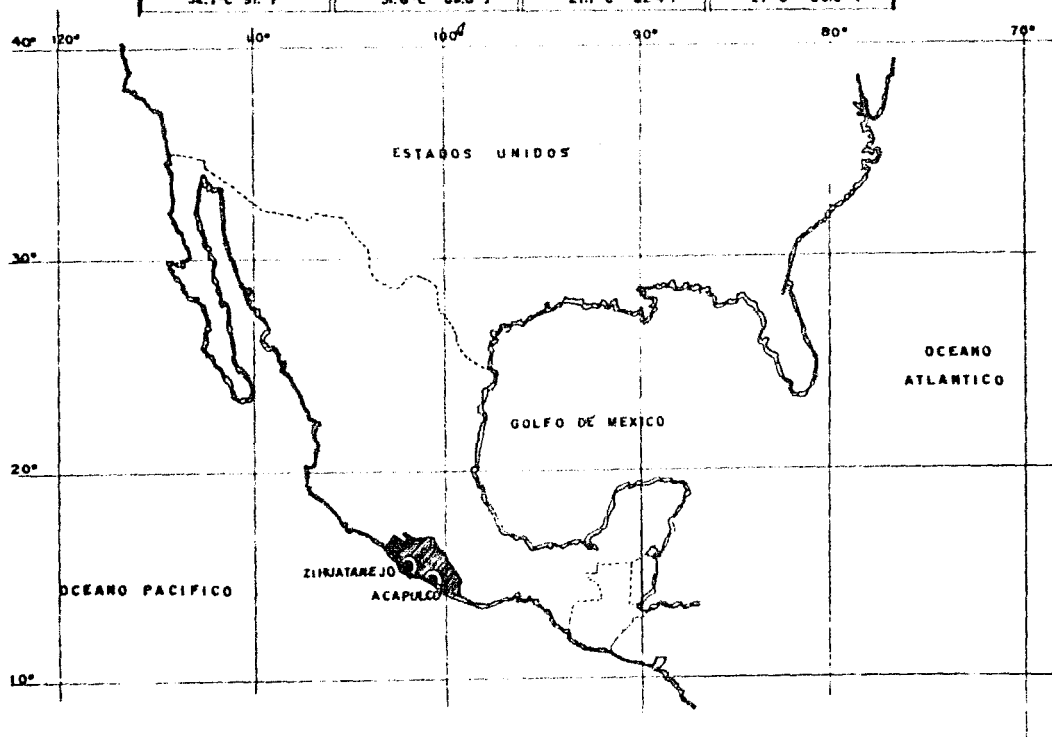 40° 120° 40° 100° 90° 80° 70°
ESTADOS UNIDOS
30°
OCEANO
ATLANTICO
GOLFO DE MEXICO
20°
ZIHUATANEJO
OCEANO PACIFICO
ACAPULCO
10°